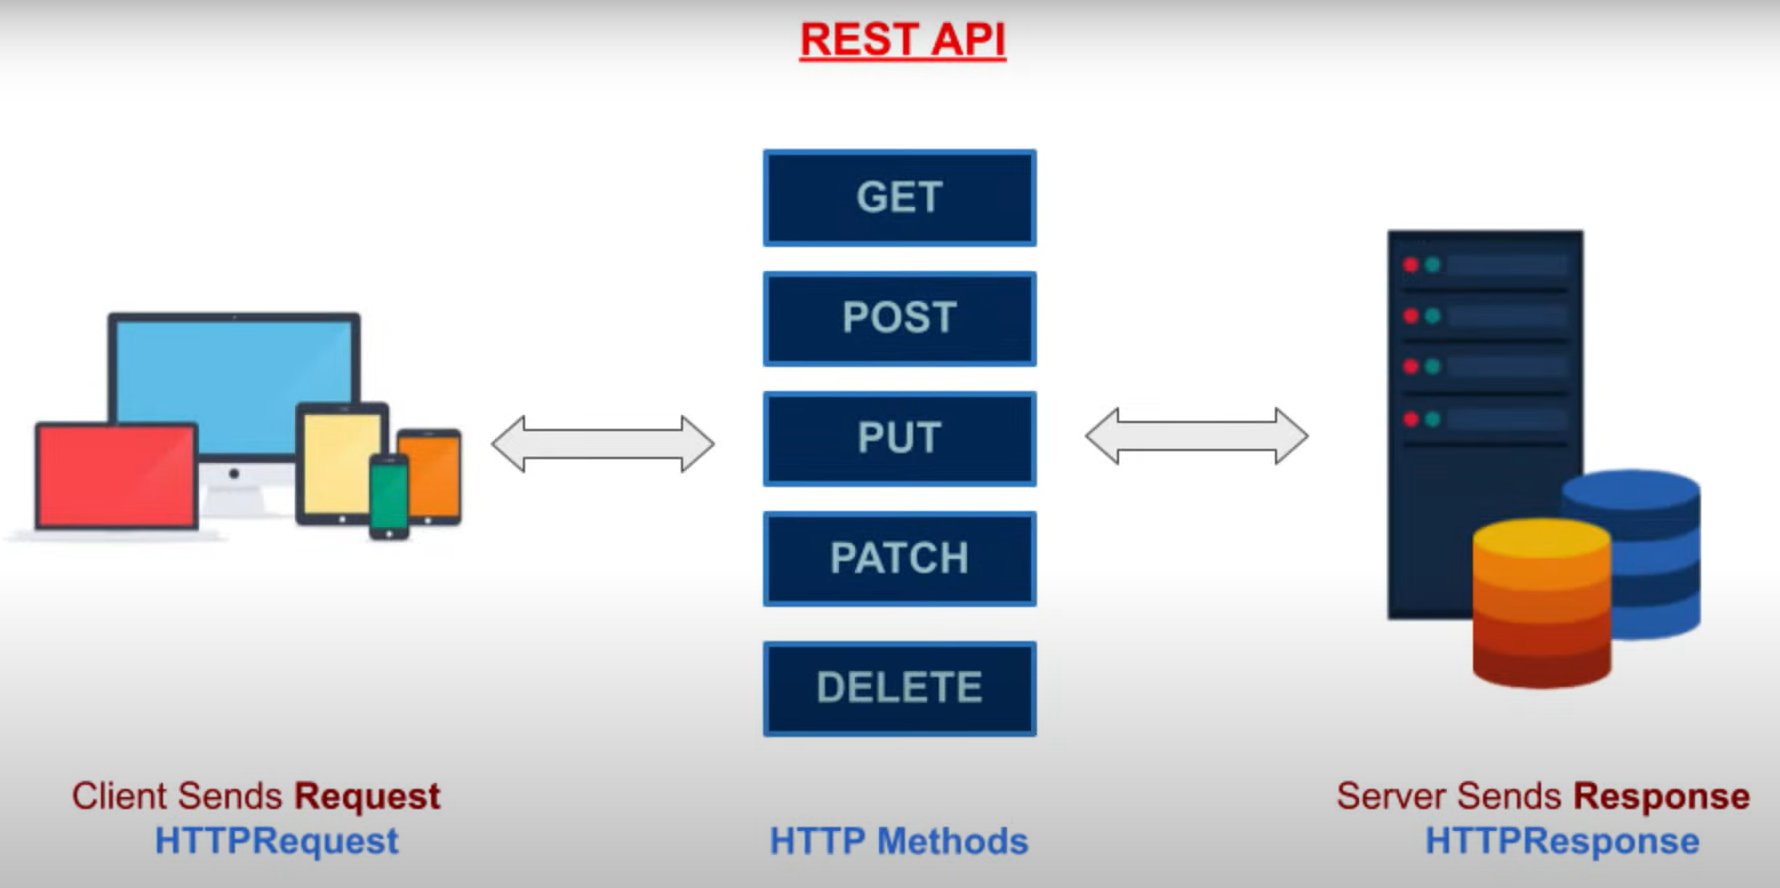 REST API
GET
POST
PUT
PATCH
DELETE
Client Sends Request
HTTPRequest
HTTP Methods
Server Sends Response
HTTPResponse